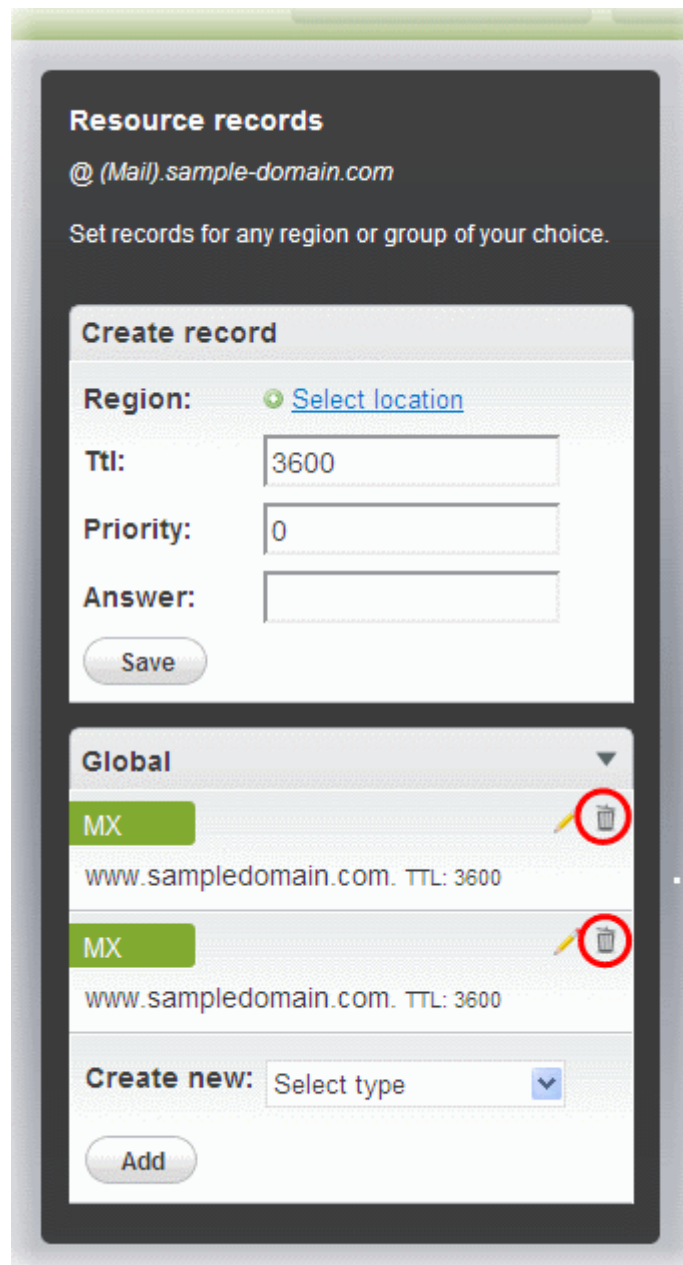 Resource records
@ (Mail).sample-domain.com
Set records for any region or group of your choice.
Create record
Region: Select location
Ttl: 3600
Priority: 0
Answer:
Save
Global
MX
www.sampledomain.com. TTL: 3600
MX
www.sampledomain.com. TTL: 3600
Create new: Select type
Add